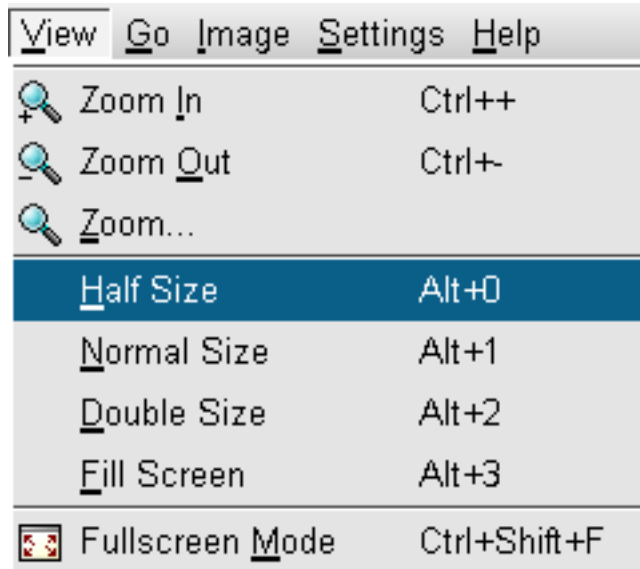 View Go Image Settings Help
Zoom In Ctrl++
Zoom Out Ctrl+-
Zoom...
Half Size Alt+0
Normal Size Alt+1
Double Size Alt+2
Fill Screen Alt+3
Fullscreen Mode Ctrl+Shift+F